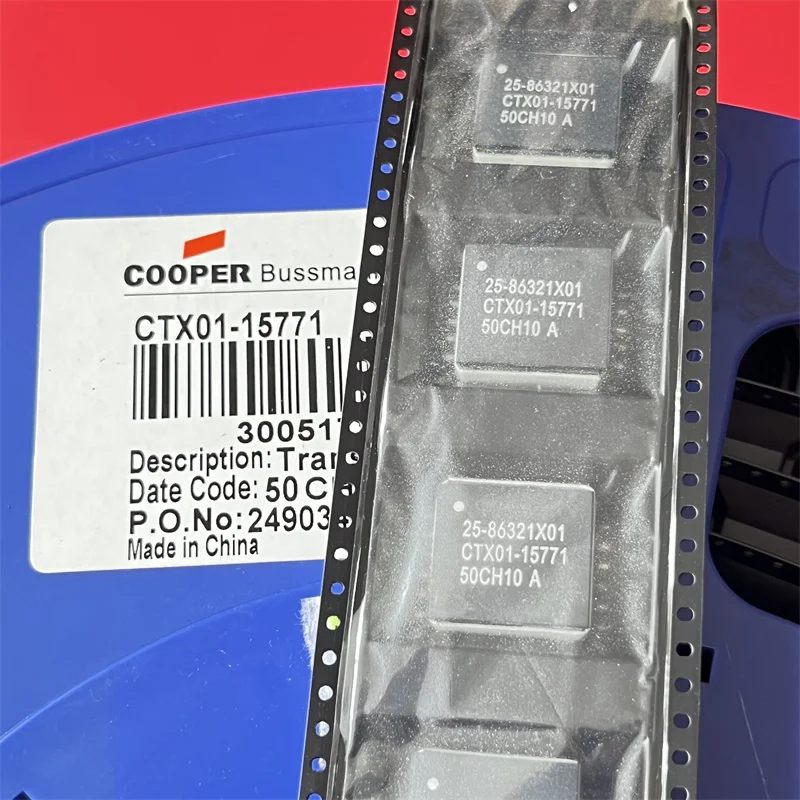 COOPER Bussma
CTX01-15771
30051
Description: Tran
Date Code: 50 C
P.O.No: 24903
Made in China
25-86321X01
CTX01-15771
50CH10 A
25-86321X01
CTX01-15771
50CH10 A
25-86321X01
CTX01-15771
50CH10 A